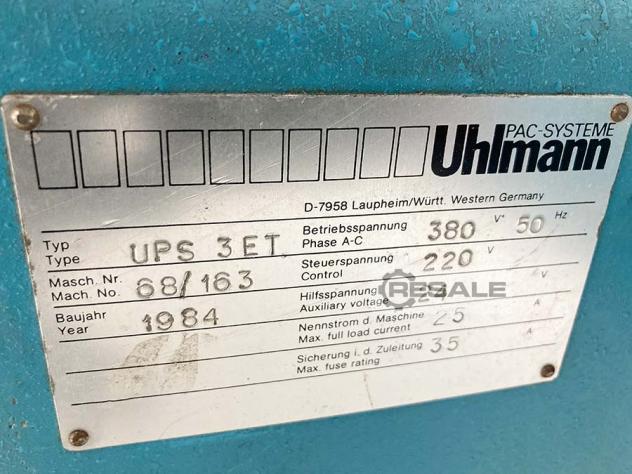 PAC-SYSTEME
Uhlmann
D-7958 Laupheim/Württ. Western Germany
Typ
Type UPS 3ET
Masch. Nr.
Mach. No. 68/163
Baujahr
Year 1984
Betriebsspannung
Phase A-C 380 V~ 50 Hz
Steuerspannung
Control 220 V
Hilfsspannung
Auxiliary voltage 24 V
Nennstrom d. Maschine
Max. full load current 25 A
Sicherung i. d. Zuleitung
Max. fuse rating 35 A
RESALE